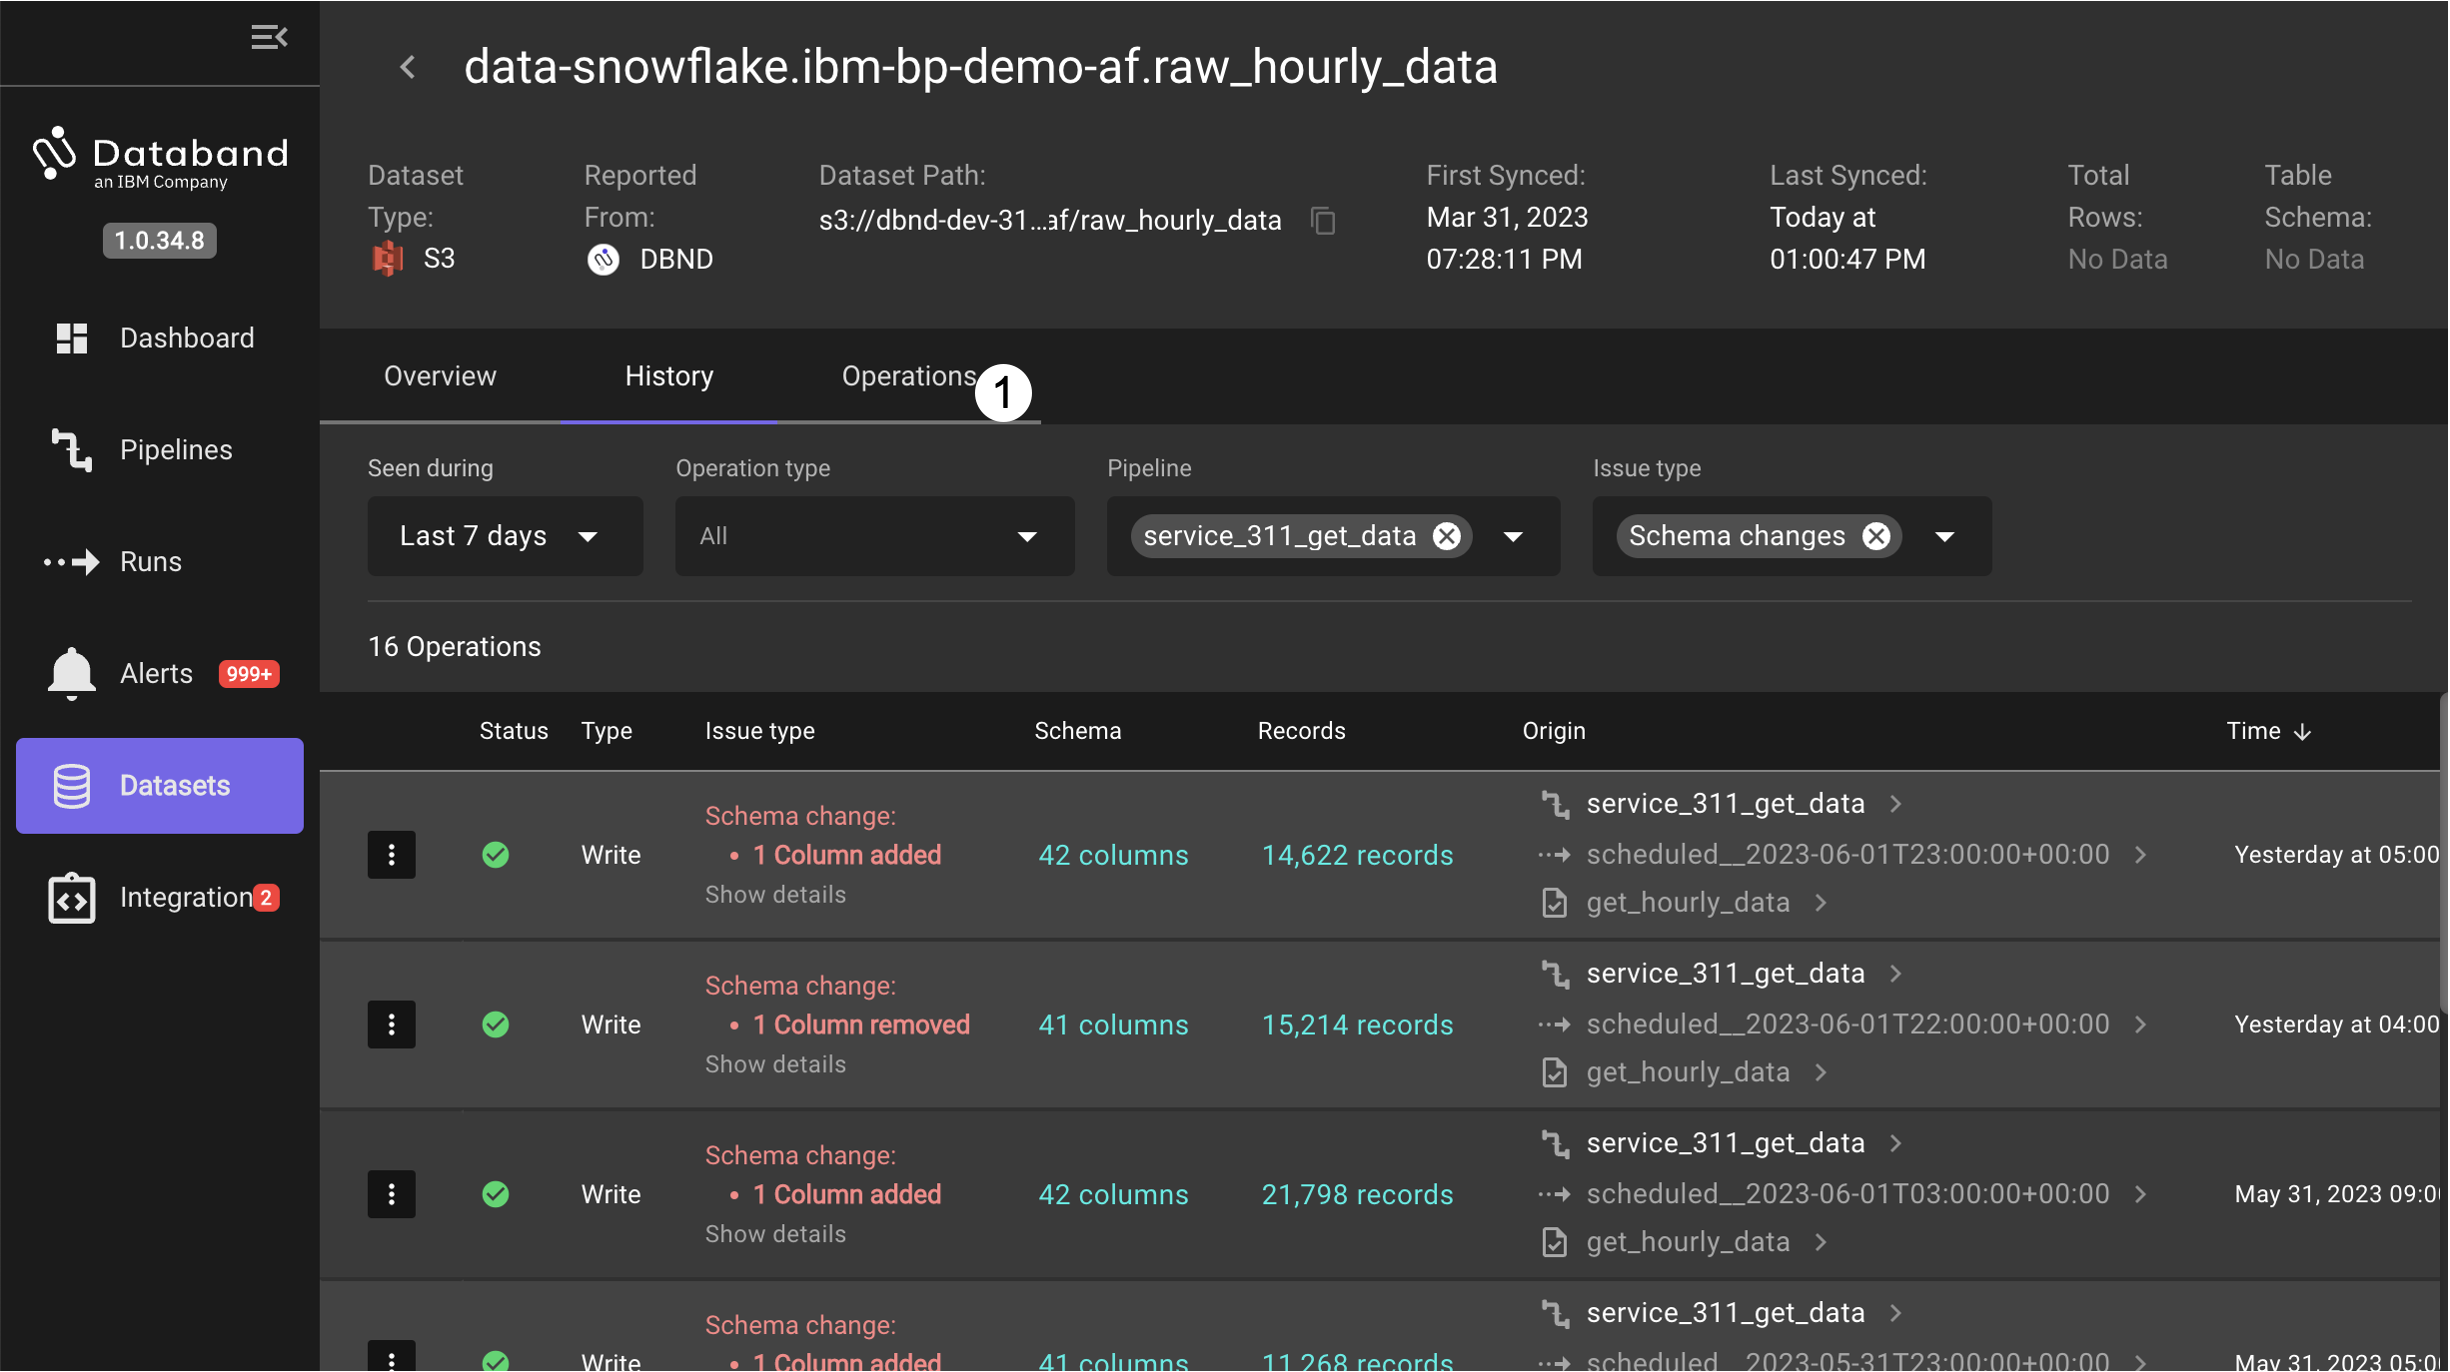 data-snowflake.ibm-bp-demo-af.raw_hourly_data
Databand
an IBM Company
1.0.34.8
Dashboard
Pipelines
Runs
Alerts 999+
Datasets
Integration 2
Dataset Type:
S3
Reported From:
DBND
Dataset Path:
s3://dbnd-dev-31...af/raw_hourly_data
First Synced:
Mar 31, 2023
07:28:11 PM
Last Synced:
Today at
01:00:47 PM
Total Rows:
No Data
Table Schema:
No Data
Overview History Operations 1
Seen during Operation type Pipeline Issue type
Last 7 days All service_311_get_data Schema changes
16 Operations
Status Type Issue type Schema Records Origin Time
Schema change:
• 1 Column added
Show details
Write 42 columns 14,622 records
service_311_get_data
scheduled__2023-06-01T23:00:00+00:00
get_hourly_data
Yesterday at 05:00
Schema change:
• 1 Column removed
Show details
Write 41 columns 15,214 records
service_311_get_data
scheduled__2023-06-01T22:00:00+00:00
get_hourly_data
Yesterday at 04:00
Schema change:
• 1 Column added
Show details
Write 42 columns 21,798 records
service_311_get_data
scheduled__2023-06-01T03:00:00+00:00
get_hourly_data
May 31, 2023 09:0
Schema change:
• 1 Column added
Write 41 columns 11,268 records
service_311_get_data
scheduled__2023-05-31T23:00:00+00:00
May 31, 2023 05:0